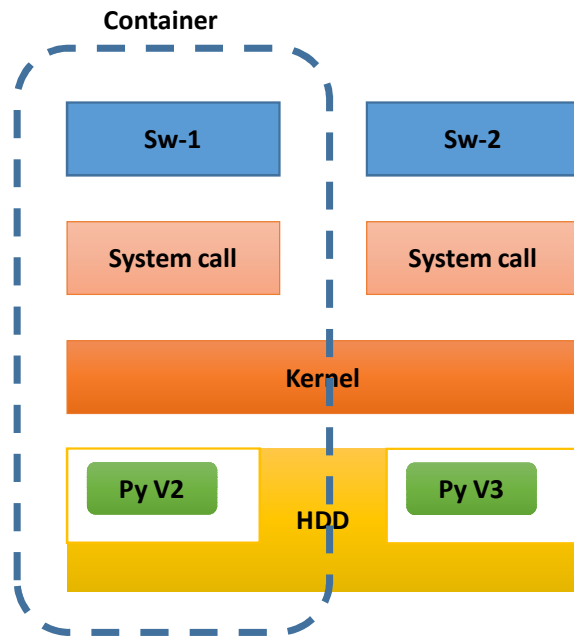 Container
Sw-1
Sw-2
System call
System call
Kernel
Py V2
Py V3
HDD